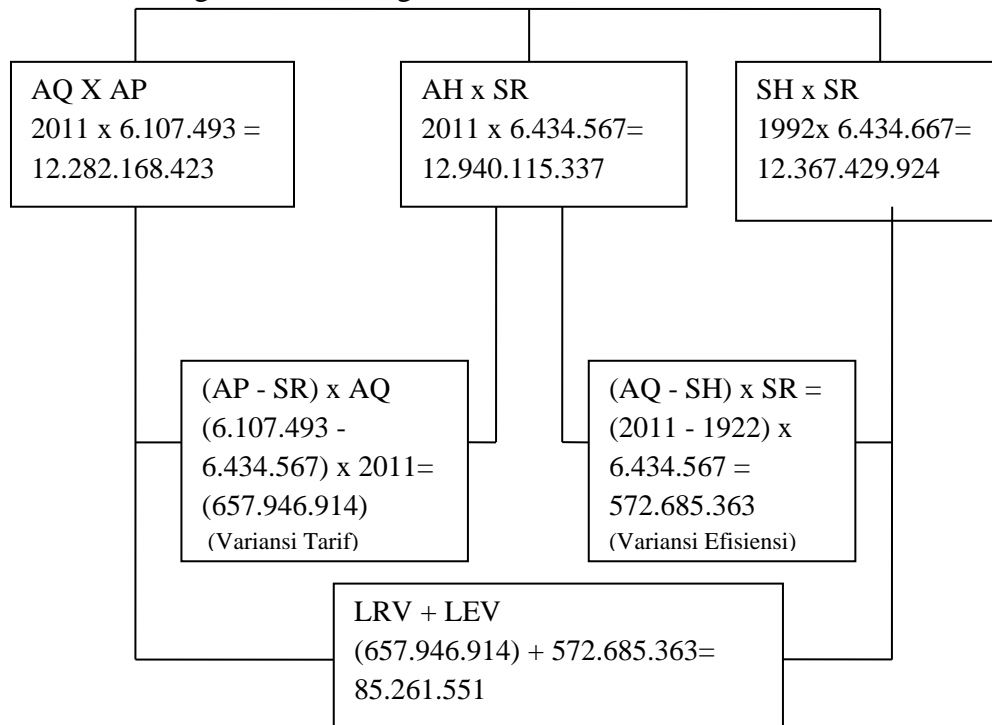 AQ X AP
2011 x 6.107.493 =
12.282.168.423
AH x SR
2011 x 6.434.567=
12.940.115.337
SH x SR
1992x 6.434.667=
12.367.429.924
(AP - SR) x AQ
(6.107.493 -
6.434.567) x 2011=
(657.946.914)
(Variansi Tarif)
(AQ - SH) x SR =
(2011 - 1922) x
6.434.567 =
572.685.363
(Variansi Efisiensi)
LRV + LEV
(657.946.914) + 572.685.363=
85.261.551